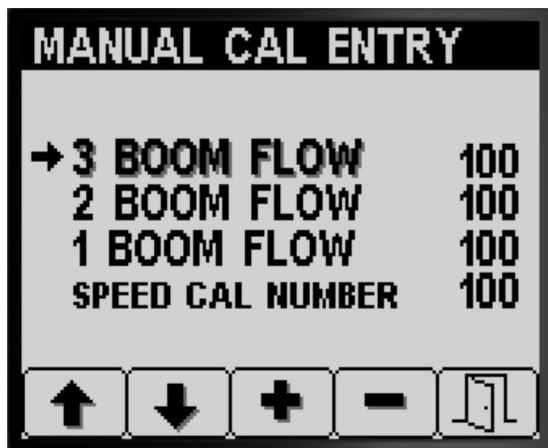 MANUAL CAL ENTRY
3 BOOM FLOW 100
2 BOOM FLOW 100
1 BOOM FLOW 100
SPEED CAL NUMBER 100